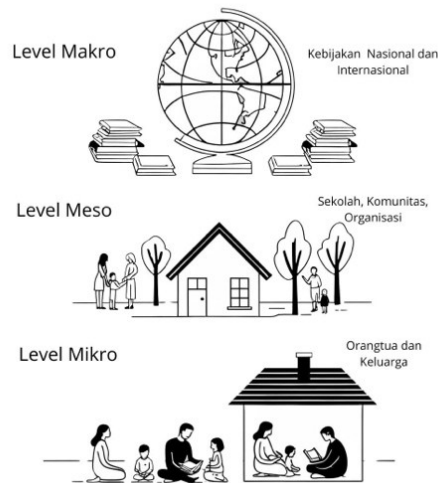 Level Makro
Kebijakan Nasional dan
Internasional
Level Meso
Sekolah, Komunitas,
Organisasi
Level Mikro
Orangtua dan
Keluarga